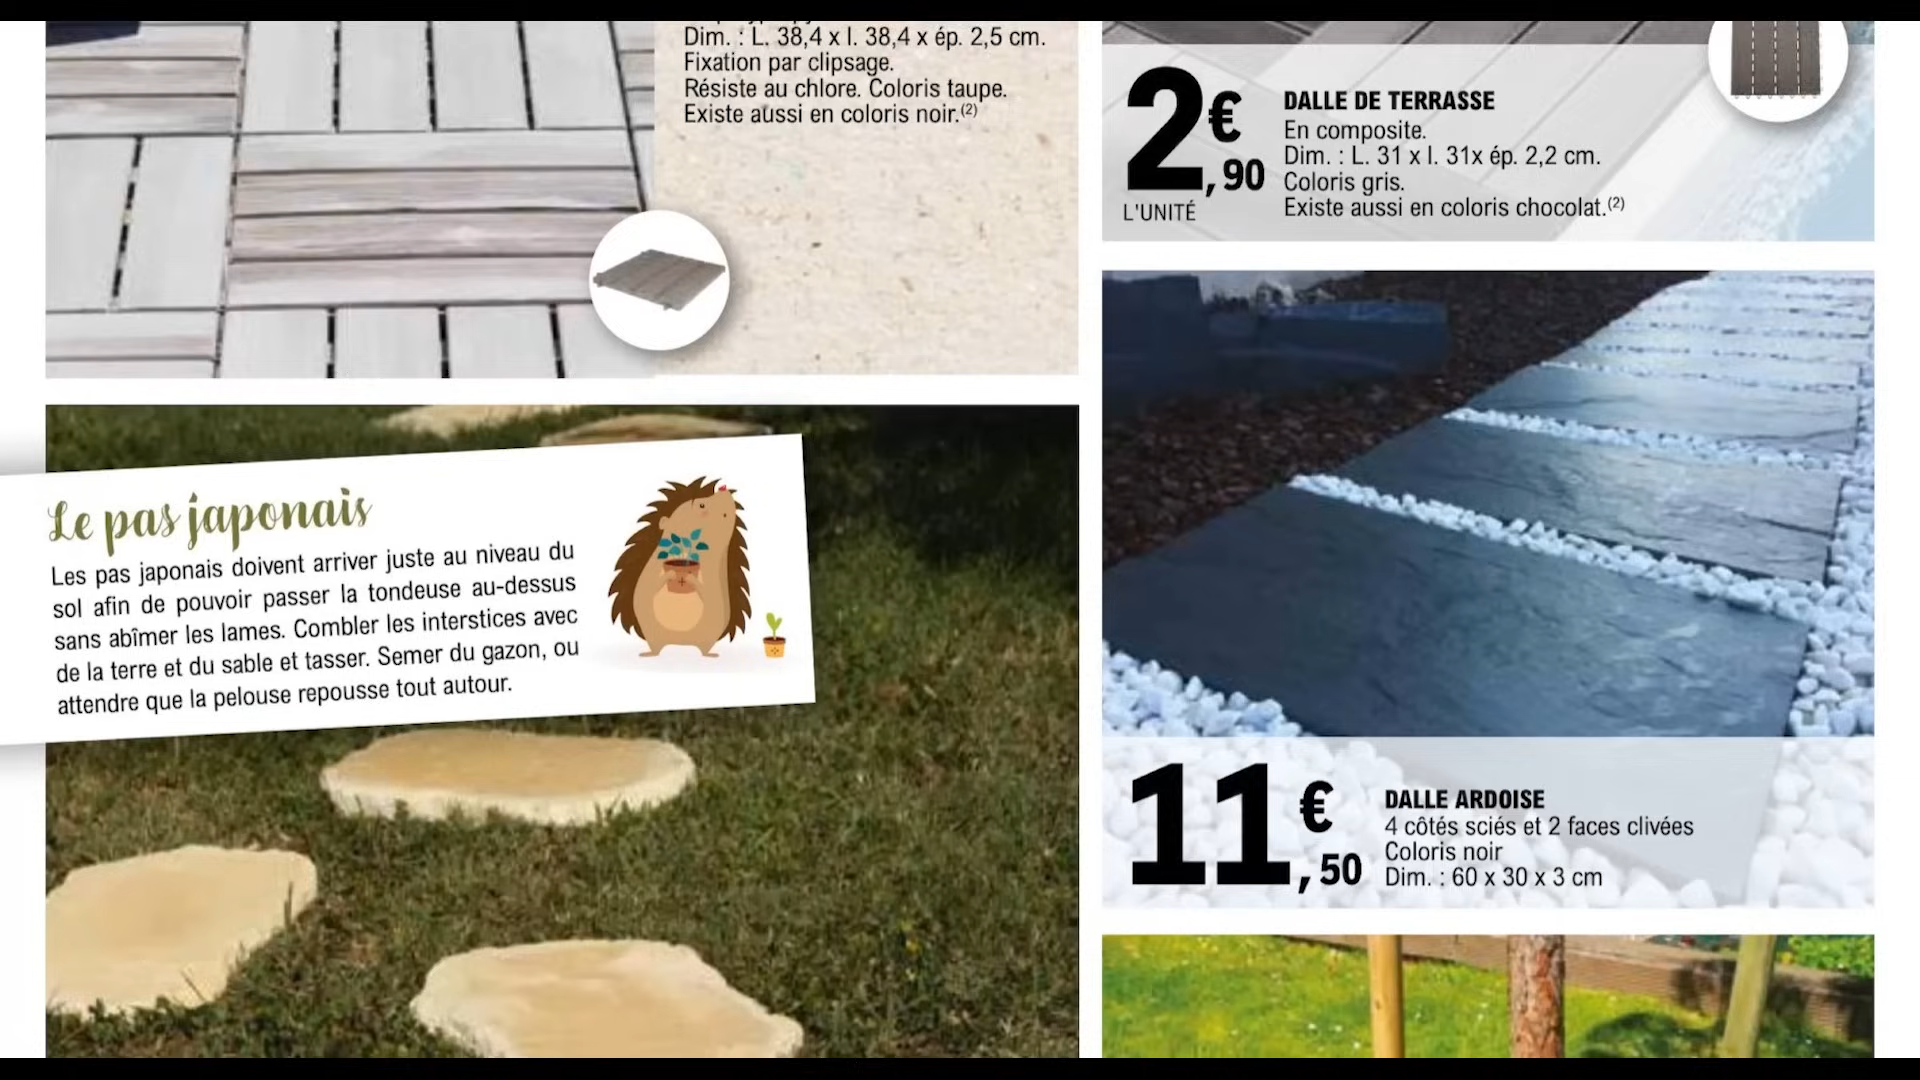 Dim. : L. 38,4 x l. 38,4 x ép. 2,5 cm.
Fixation par clipsage.
Résiste au chlore. Coloris taupe.
Existe aussi en coloris noir.(2)
2€,90
L'UNITÉ
DALLE DE TERRASSE
En composite.
Dim. : L. 31 x l. 31x ép. 2,2 cm.
Coloris gris.
Existe aussi en coloris chocolat.(2)
Le pas japonais
Les pas japonais doivent arriver juste au niveau du
sol afin de pouvoir passer la tondeuse au-dessus
sans abîmer les lames. Combler les interstices avec
de la terre et du sable et tasser. Semer du gazon, ou
attendre que la pelouse repousse tout autour.
11€,50
DALLE ARDOISE
4 côtés sciés et 2 faces clivées
Coloris noir
Dim. : 60 x 30 x 3 cm